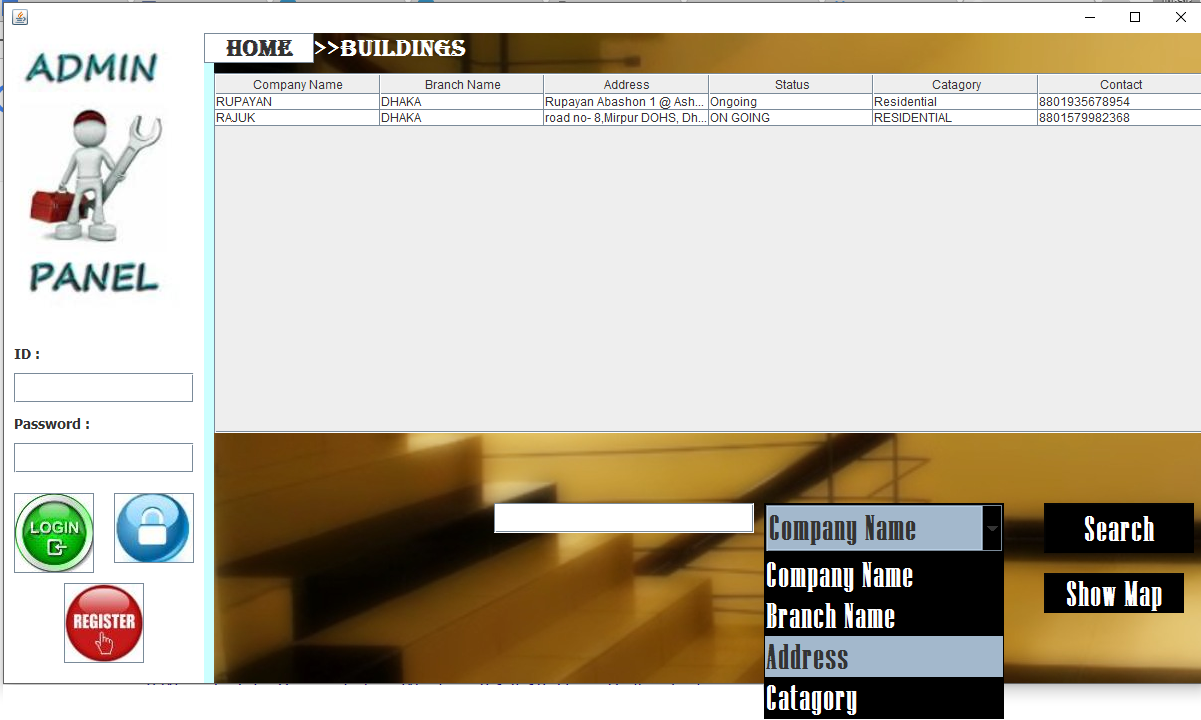 ADMIN
PANEL
ID :
Password :
LOGIN
REGISTER
HOME >>BUILDINGS
Company Name Branch Name Address Status Catagory Contact
RUPAYAN DHAKA Rupayan Abashon 1 @ Ash... Ongoing Residential 8801935678954
RAJUK DHAKA road no- 8,Mirpur DOHS, Dh... ON GOING RESIDENTIAL 8801579982368
Company Name
Company Name
Branch Name
Address
Catagory
Search
Show Map